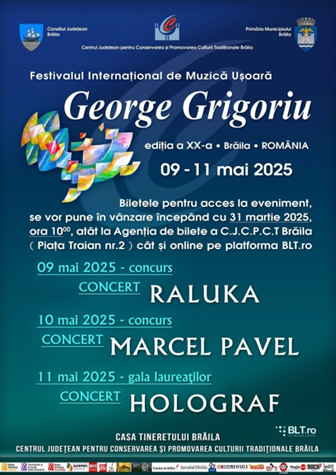 Consiliul Județean
Brăila
Centrul Județean pentru Conservarea și Promovarea Culturii Tradiționale Brăila
Primăria Municipiului
Brăila
Festivalul Internațional de Muzică Ușoară
George Grigoriu
ediția a XX-a • Brăila • ROMÂNIA
09 - 11 mai 2025
Biletele pentru acces la eveniment,
se vor pune în vânzare începând cu 31 martie 2025,
ora 10⁰⁰, atât la Agenția de bilete a C.J.C.P.C.T Brăila
( Piața Traian nr.2 ) cât și online pe platforma BLT.ro
09 mai 2025 - concurs
CONCERT RALUKA
10 mai 2025 - concurs
CONCERT MARCEL PAVEL
11 mai 2025 - gala laureaților
CONCERT HOLOGRAF
BLT.ro
CASA TINERETULUI BRĂILA
CENTRUL JUDEȚEAN PENTRU CONSERVAREA ȘI PROMOVAREA CULTURII TRADIȚIONALE BRĂILA